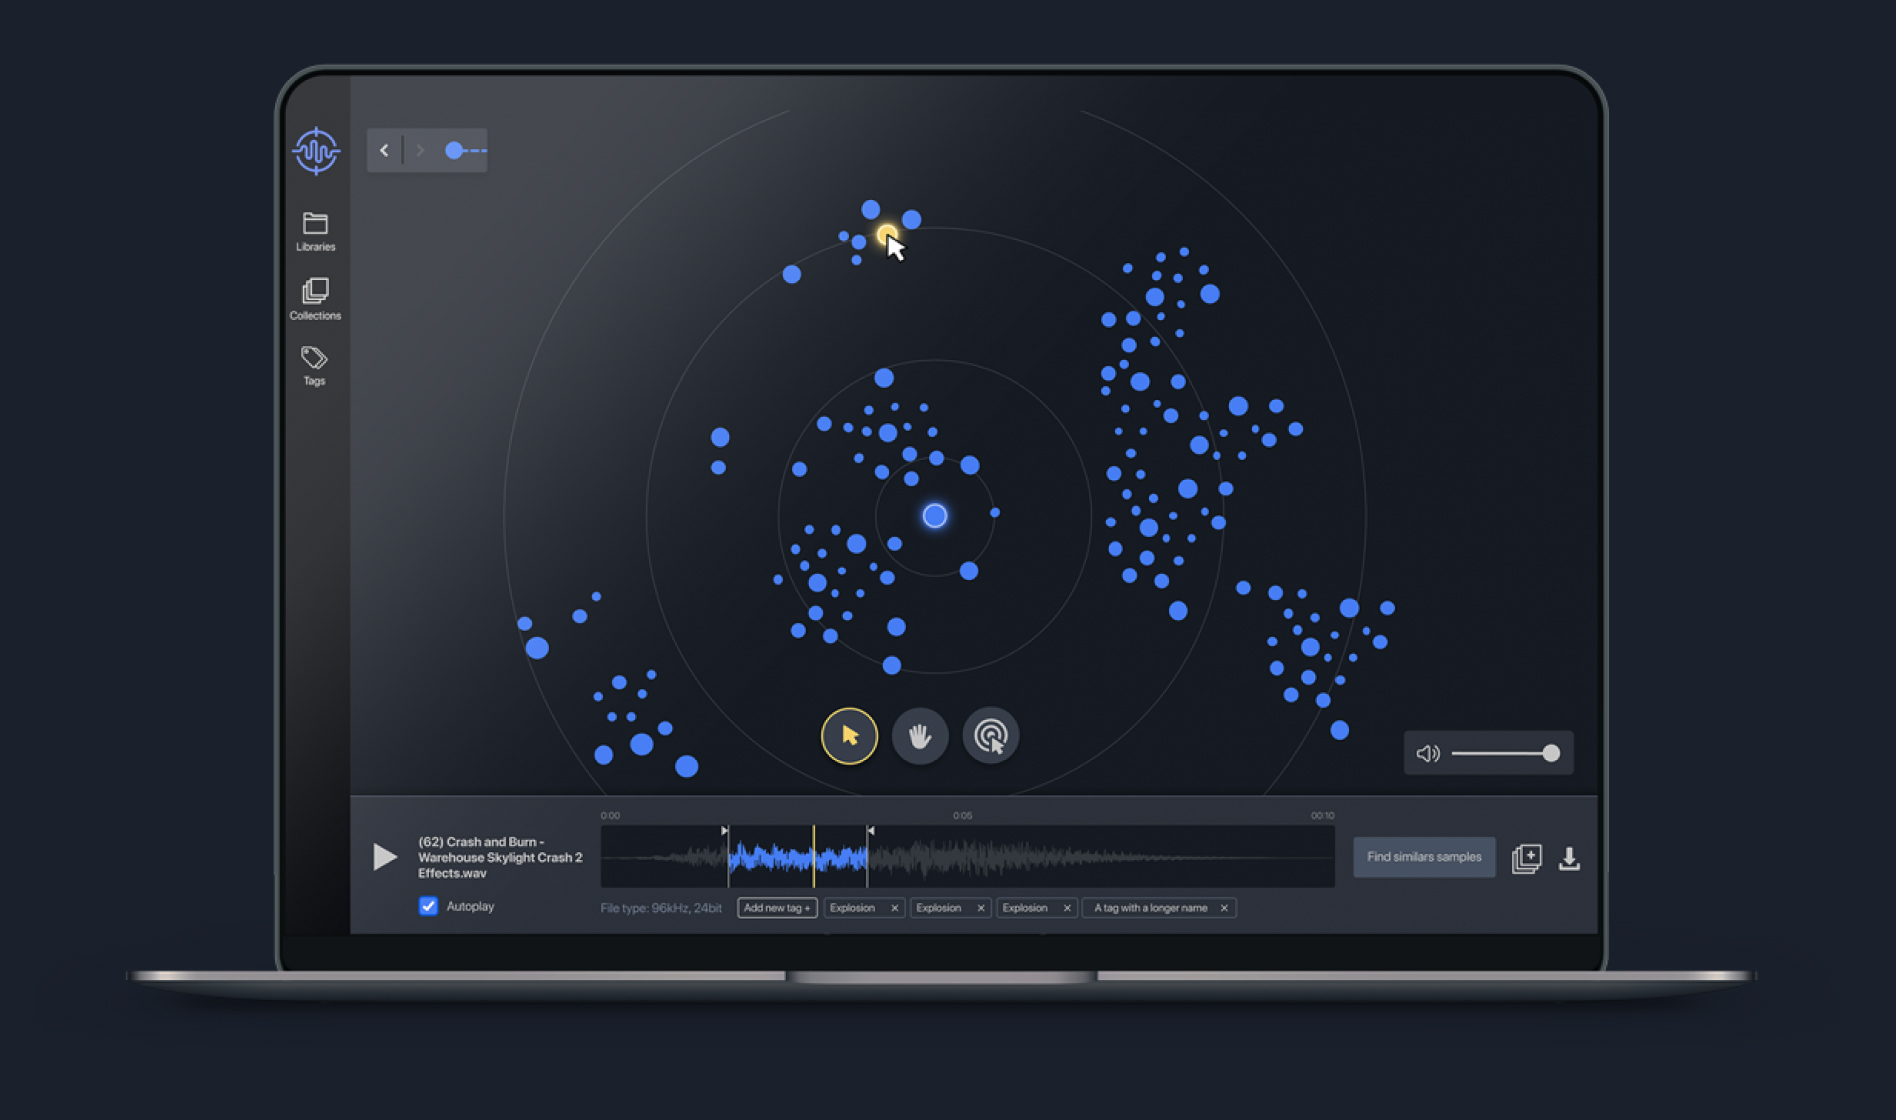 Libraries
Collections
Tags
0:00
0:05
00:10
(62) Crash and Burn -
Warehouse Skylight Crash 2
Effects.wav
Find similars samples
Autoplay
File type: 96kHz, 24bit
Add new tag +
Explosion ×
Explosion ×
Explosion ×
A tag with a longer name ×